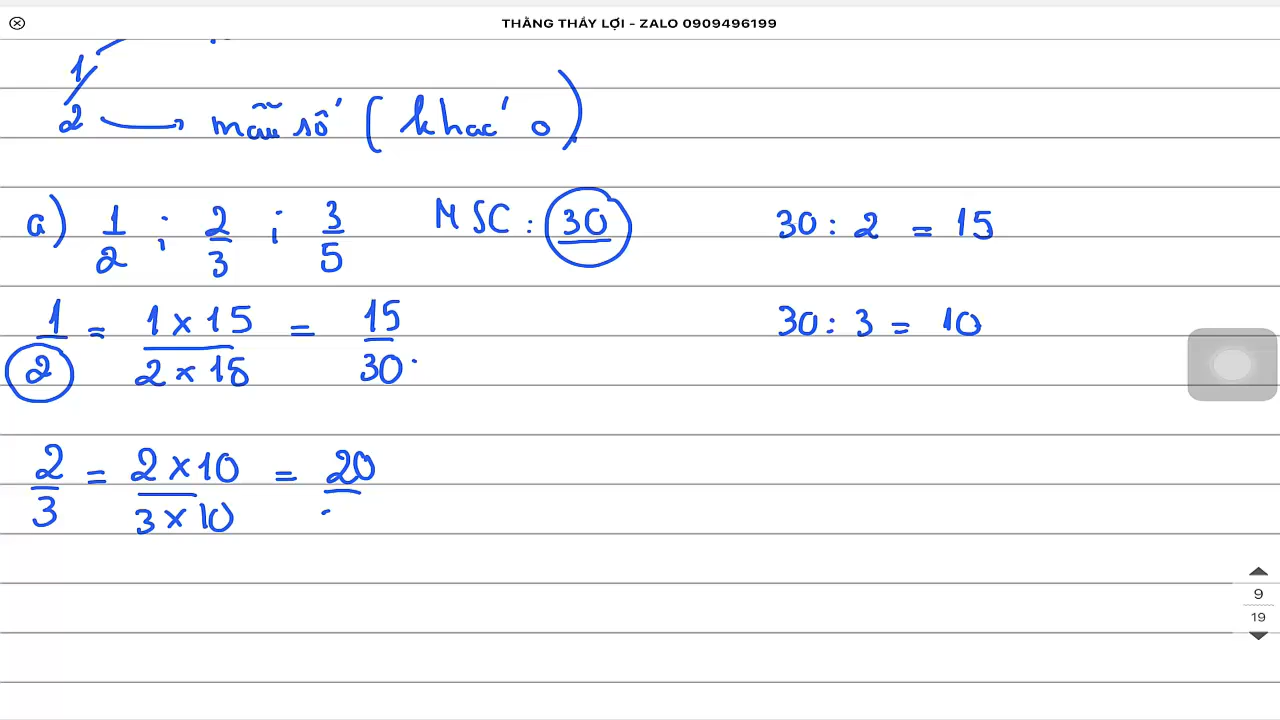 THẦNG THẦY LỢI - ZALO 0909496199
1/2 → mẫu số (khác 0)
a) 1/2 ; 2/3 ; 3/5 MSC : 30 30 : 2 = 15
1/2 = 1 x 15 / 2 x 15 = 15/30. 30 : 3 = 10
2/3 = 2 x 10 / 3 x 10 = 20/
9
19